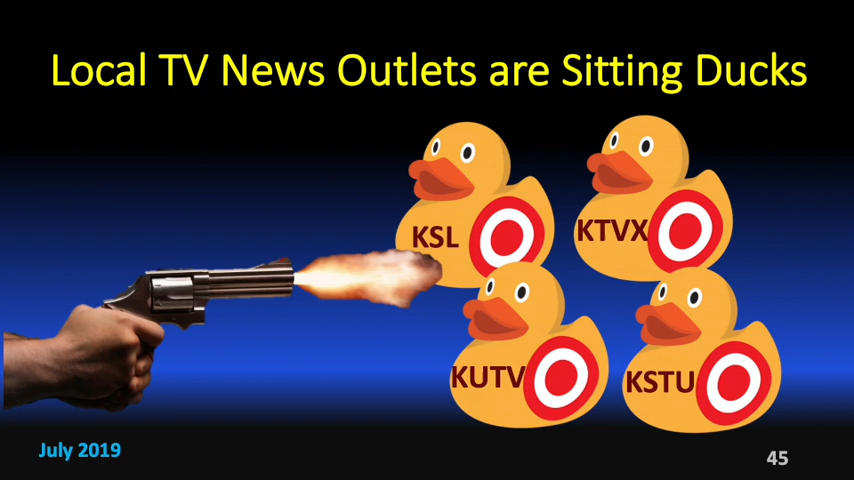 Local TV News Outlets are Sitting Ducks
KSL
KTVX
KUTV
KSTU
July 2019
45